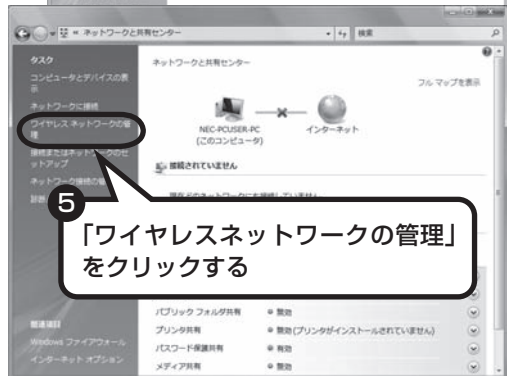 ネットワークと共有センター
検索
タスク
コンピュータとデバイスの表
示
ネットワークに接続
ワイヤレス ネットワークの管
理
接続またはネットワークのセ
ットアップ
ネットワーク接続の管
診断
ネットワークと共有センター
フル マップを表示
NEC-PCUSER-PC
(このコンピュータ)
インターネット
接続されていません
5
「ワイヤレスネットワークの管理」
をクリックする
パブリック フォルダ共有 無効
プリンタ共有 無効(プリンタがインストールされていません)
パスワード保護共有 有効
メディア共有 無効
関連項目
Windows ファイアウォール
インターネット オプション